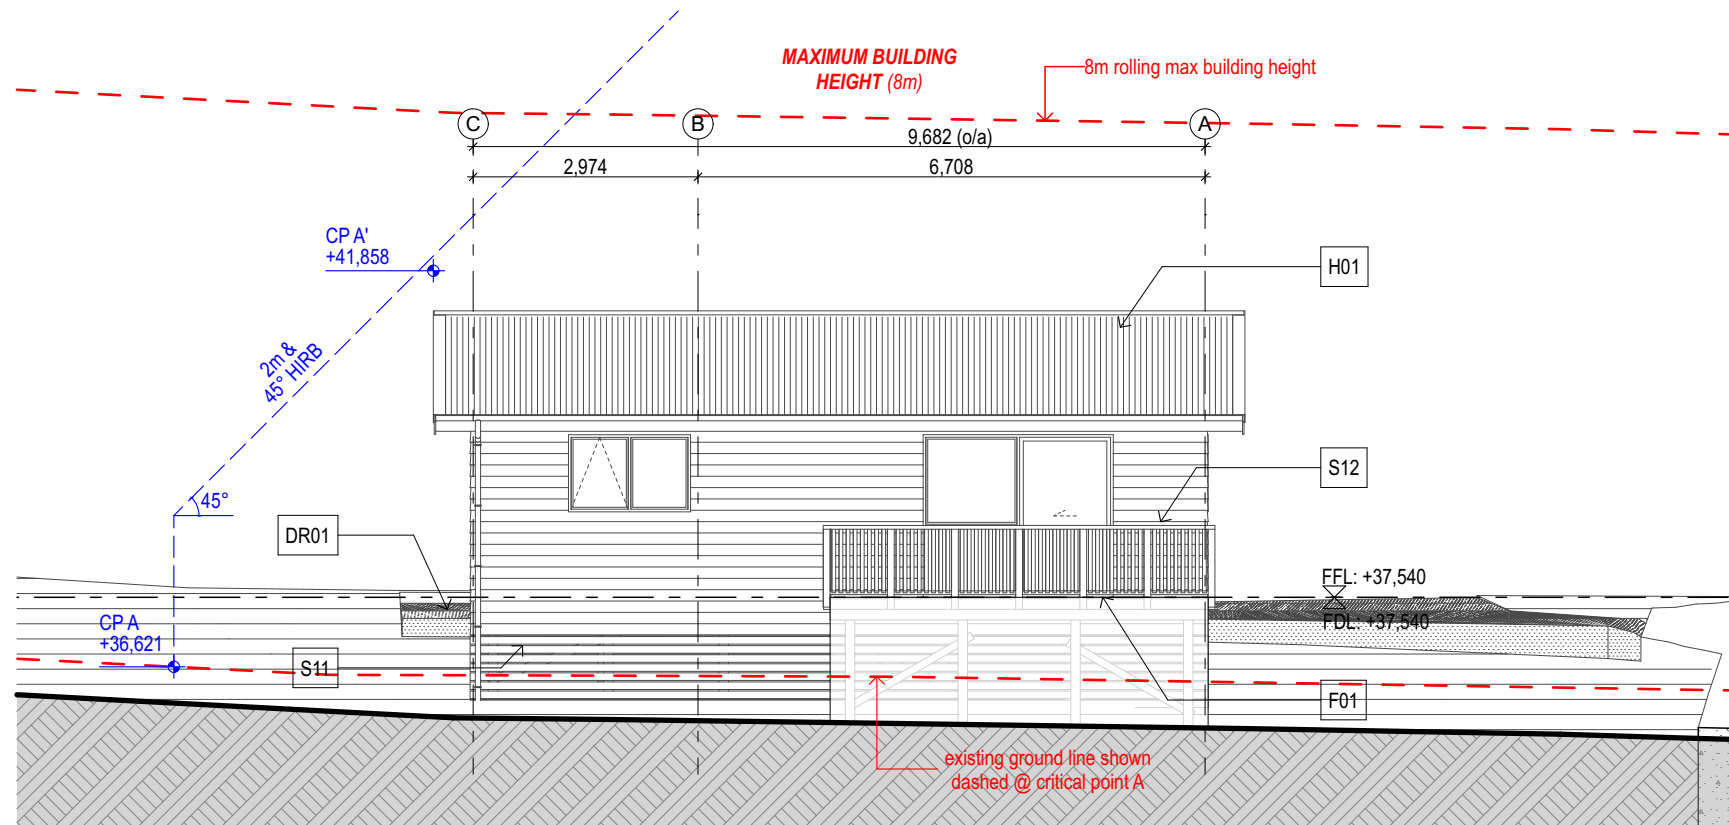 MAXIMUM BUILDING
HEIGHT (8m)
8m rolling max building height
C
B
A
9,682 (o/a)
2,974
6,708
CP A'
+41,858
H01
2m &
45° HIRB
S12
45°
DR01
FFL: +37,540
FDL: +37,540
CP A
+36,621
S11
F01
existing ground line shown
dashed @ critical point A